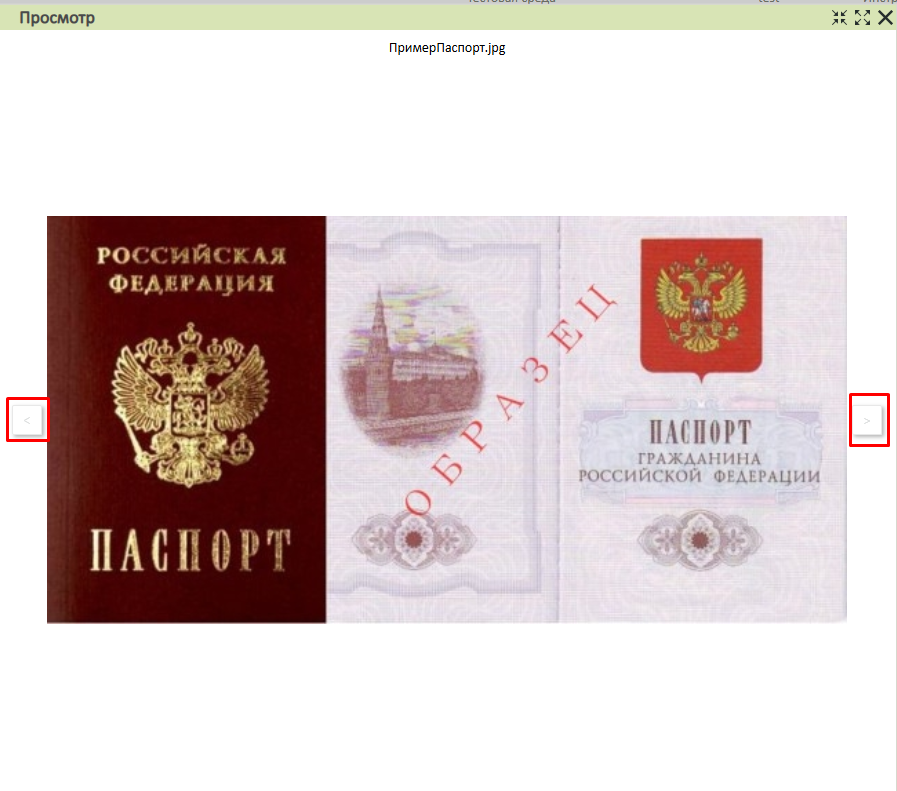 Просмотр
ПримерПаспорт.jpg
РОССИЙСКАЯ
ФЕДЕРАЦИЯ
ПАСПОРТ
ОБРАЗЕЦ
ПАСПОРТ
ГРАЖДАНИНА
РОССИЙСКОЙ ФЕДЕРАЦИИ
<
>